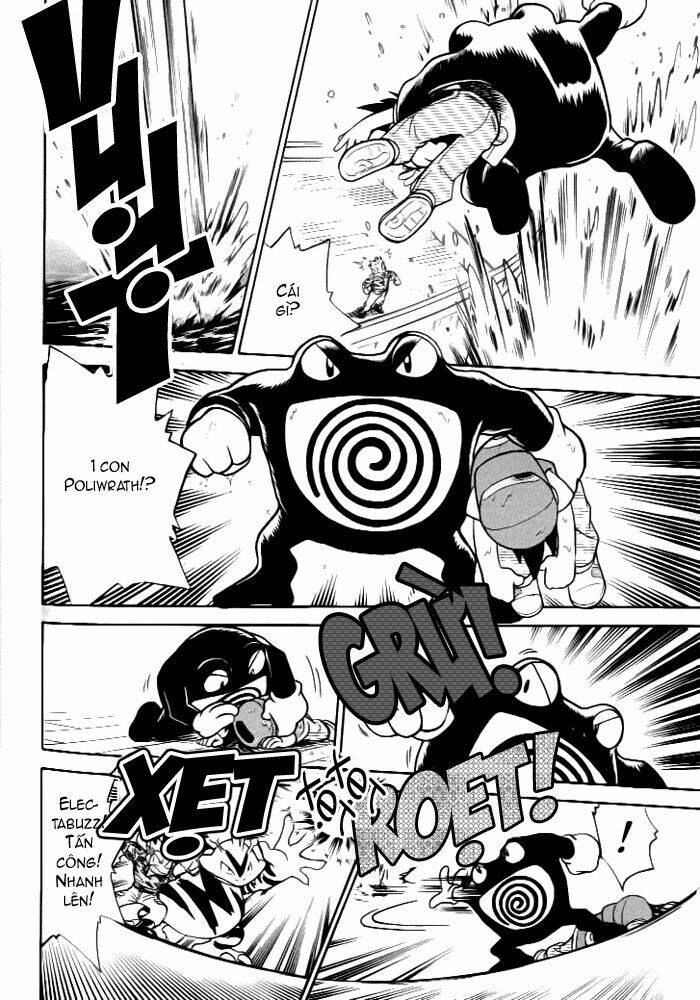 VỤT
CÁI
GÌ?
1 CON
POLIWRATH!?
GRỪ!
XẸT
XẸT
XẸT
ROẸT!
ELEC-
TABUZZ!
TẤN
CÔNG!
NHANH
LÊN!
!